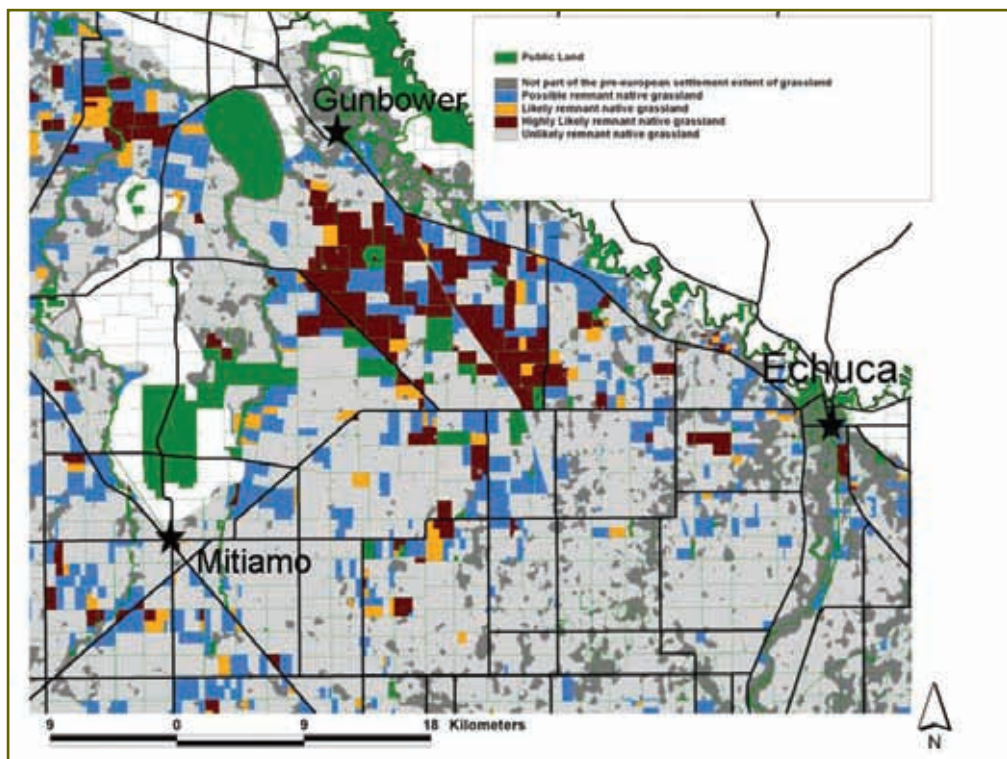 Public Land
Not part of the pre-european settlement extent of grassland
Possible remnant native grassland
Likely remnant native grassland
Highly Likely remnant native grassland
Unlikely remnant native grassland
Gunbower
Echuca
Mitiamo
9 0 9 18 Kilometers
N